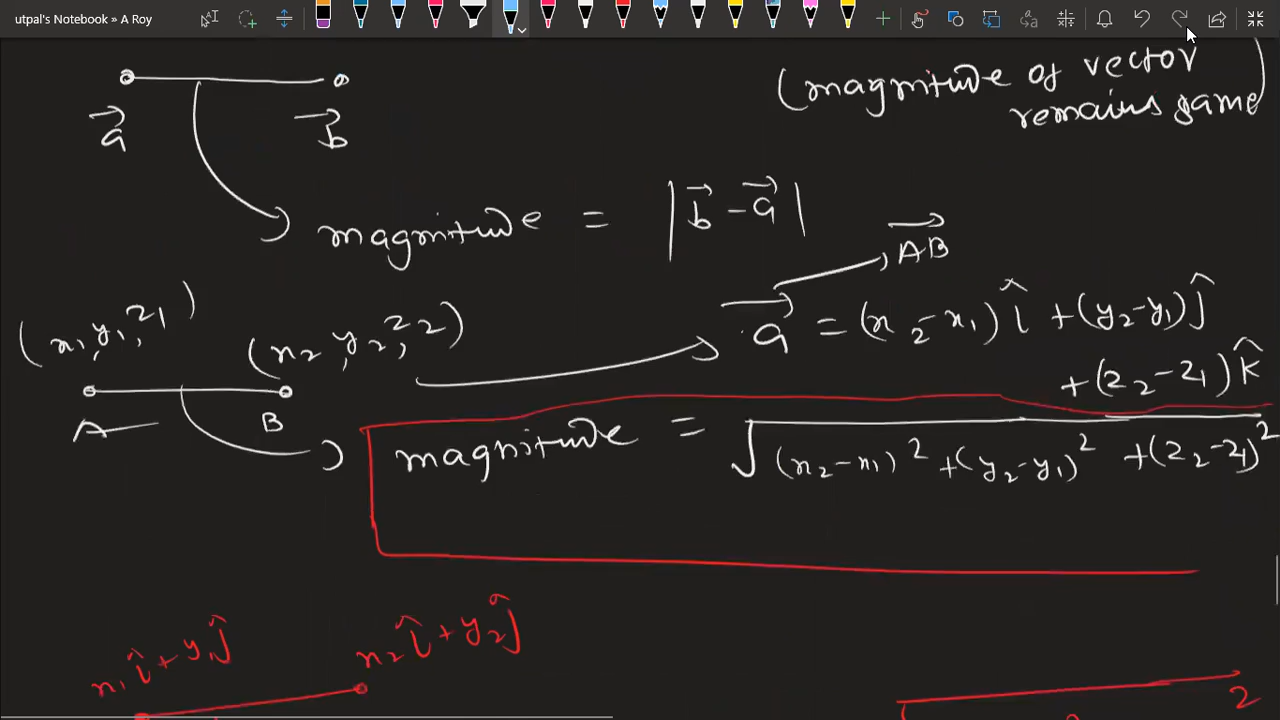 utpal's Notebook » A Roy
(magnitude of vector
remains same
a⃗ b⃗
magnitude = |b⃗ - a⃗|
AB⃗
(x₁, y₁, z₁) (x₂, y₂, z₂)
a⃗ = (x₂-x₁)î + (y₂-y₁)ĵ
+ (z₂-z₁)k̂
A B
magnitude = √(x₂-x₁)² + (y₂-y₁)² + (z₂-z₁)²
x₁î + y₁ĵ x₂î + y₂ĵ
2